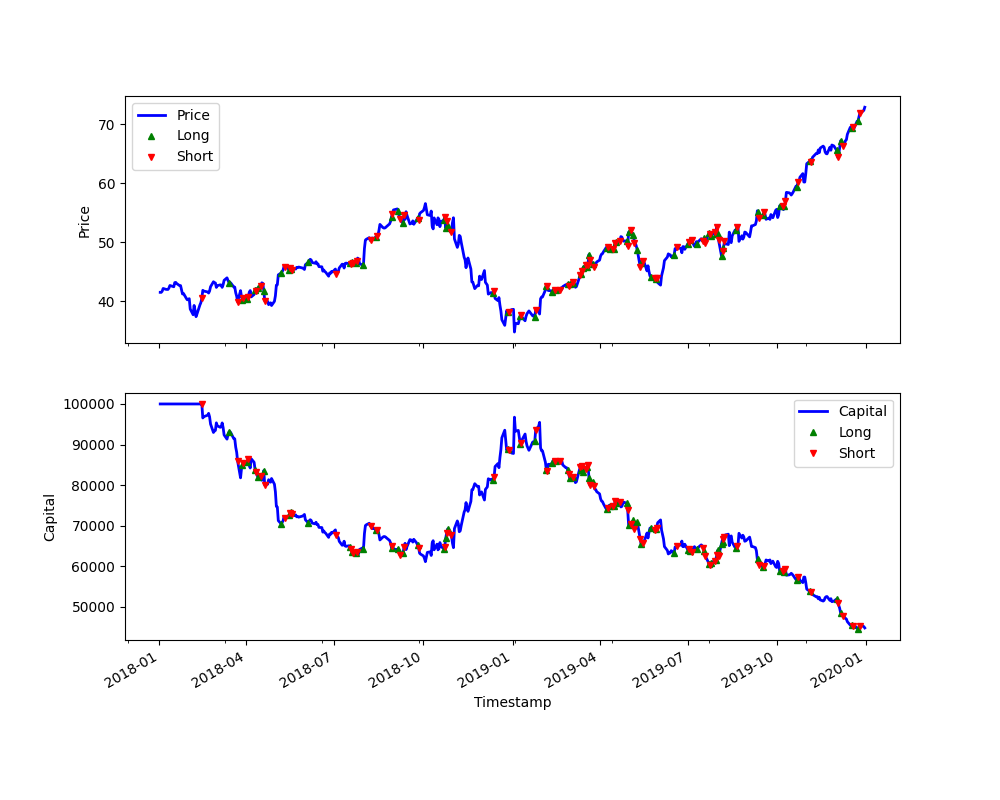 Price
Long
Short
70
60
50
40
Price
Capital
Long
Short
100000
90000
80000
70000
60000
50000
Capital
2018-01
2018-04
2018-07
2018-10
2019-01
2019-04
2019-07
2019-10
2020-01
Timestamp